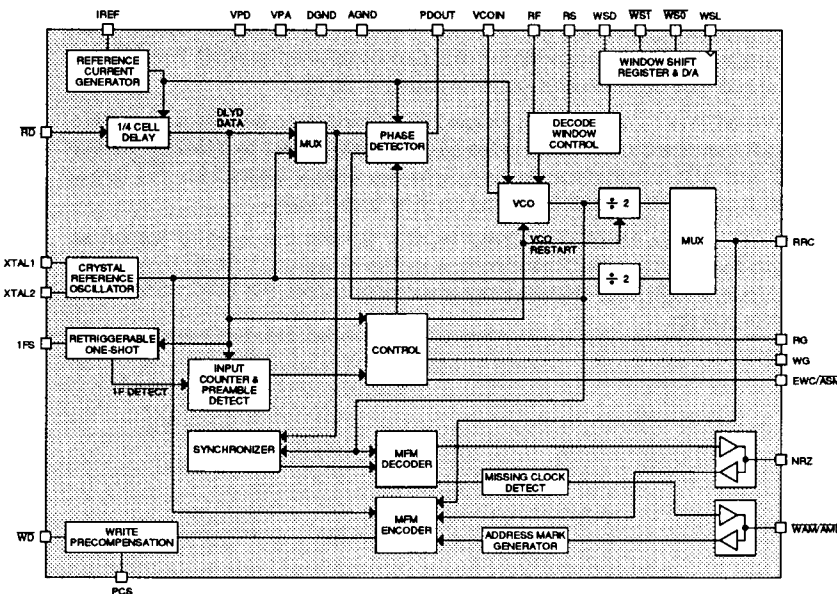 IREF VPD VPA DGND AGND PDOUT VCOIN RF RS WSD WS1 WS0 WSL
REFERENCE
CURRENT
GENERATOR
WINDOW SHIFT
REGISTER & D/A
RD
1/4 CELL
DELAY
DLYD
DATA
MUX
PHASE
DETECTOR
DECODE
WINDOW
CONTROL
VCO
÷ 2
MUX
RRC
VCO
RESTART
XTAL1
XTAL2
CRYSTAL
REFERENCE
OSCILLATOR
÷ 2
1FS
RETRIGGERABLE
ONE-SHOT
1F DETECT
INPUT
COUNTER &
PREAMBLE
DETECT
CONTROL
RG
WG
EWC/ASM
SYNCHRONIZER
MFM
DECODER
NRZ
MISSING CLOCK
DETECT
MFM
ENCODER
ADDRESS MARK
GENERATOR
WAM/AMD
WD
WRITE
PRECOMPENSATION
PCS